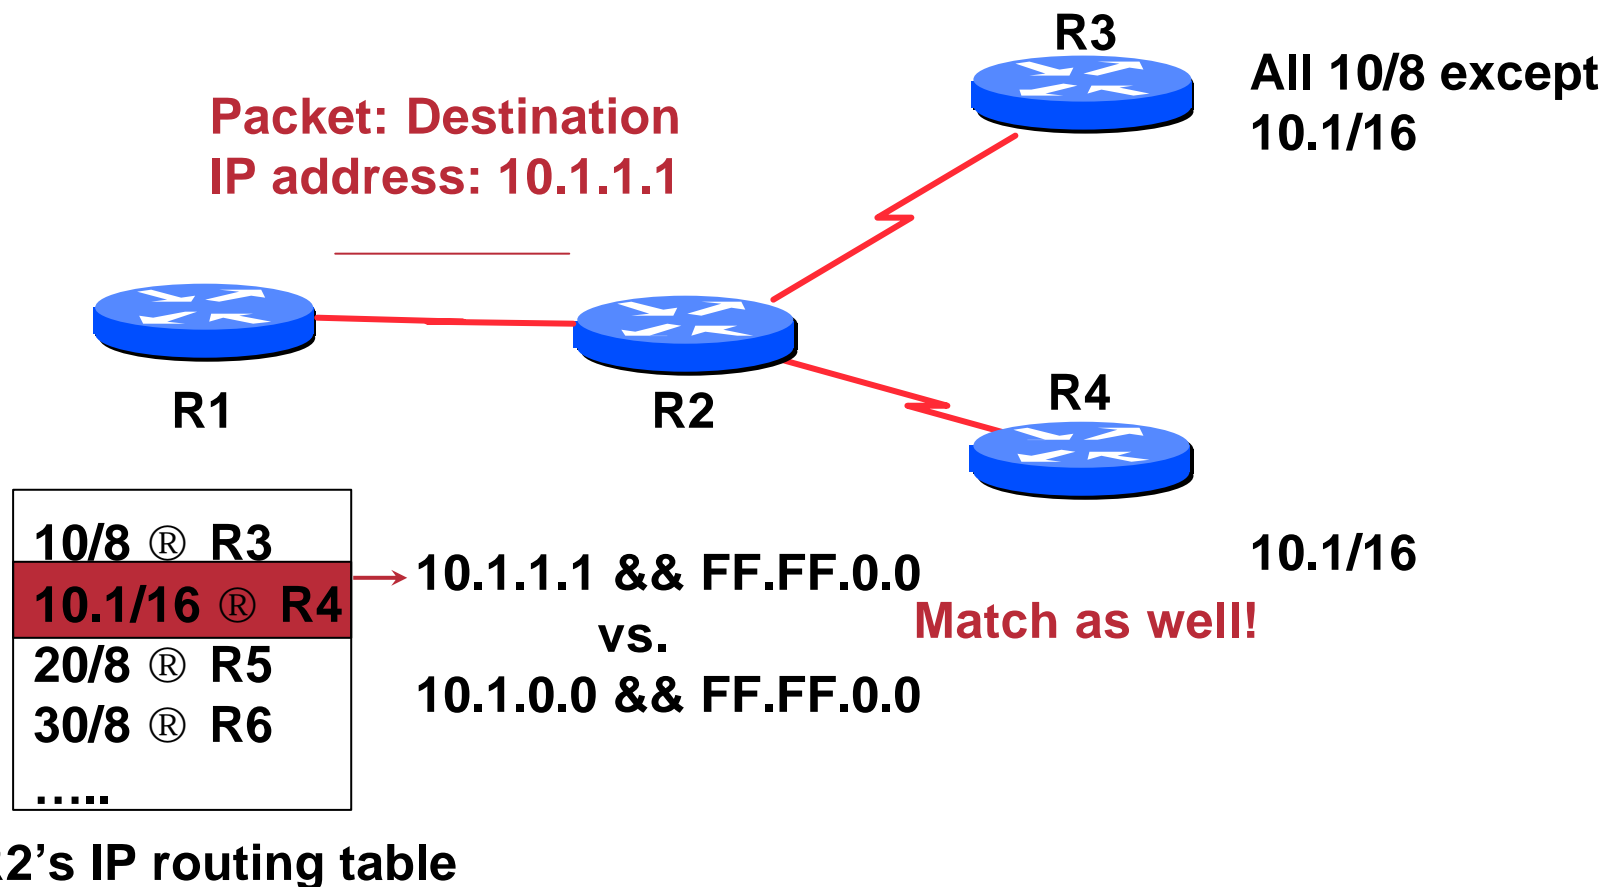 R3
All 10/8 except
10.1/16
Packet: Destination
IP address: 10.1.1.1
R1
R2
R4
10.1/16
10/8 ® R3
10.1/16 ® R4
20/8 ® R5
30/8 ® R6
…..
10.1.1.1 && FF.FF.0.0
vs.
10.1.0.0 && FF.FF.0.0
Match as well!
2’s IP routing table